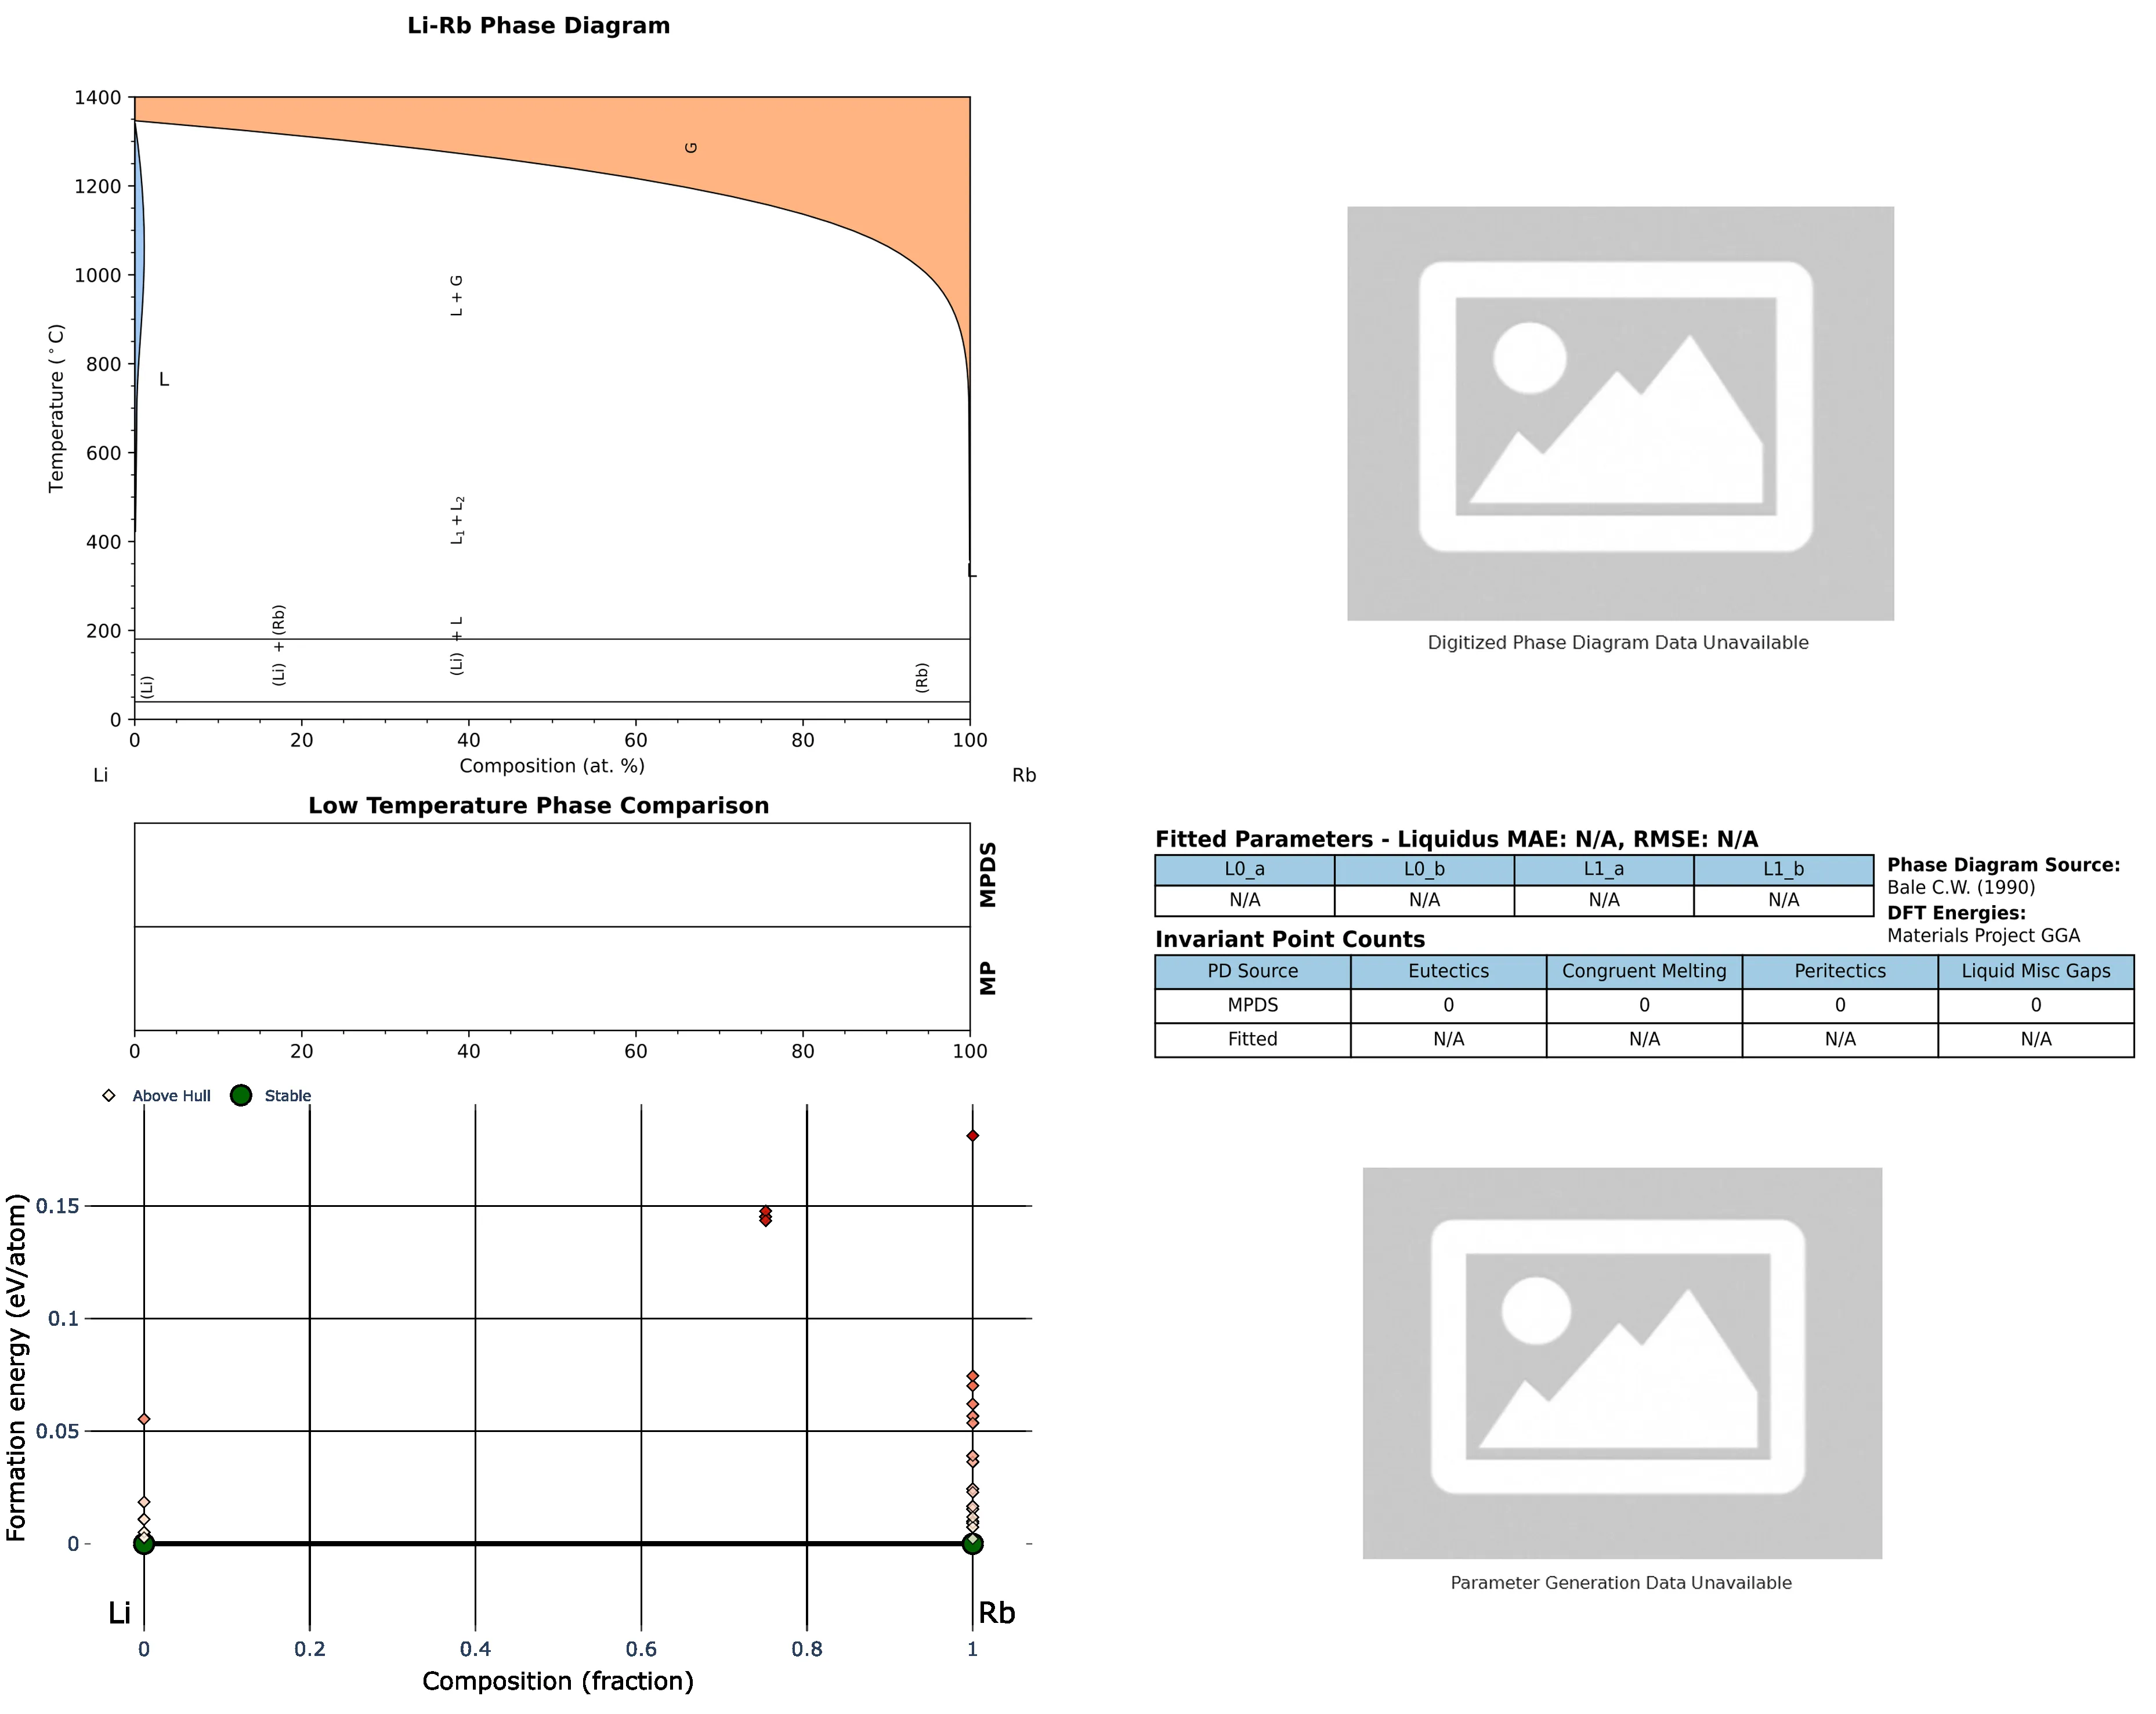 Li-Rb Phase Diagram
1400
1200
1000
800
600
400
200
0
Temperature (°C)
G
L + G
L
L₁ + L₂
L
(Li) + (Rb)
(Li) + L
(Li)
(Rb)
0 20 40 60 80 100
Composition (at. %)
Li Rb
Digitized Phase Diagram Data Unavailable
Low Temperature Phase Comparison
MPDS
MP
0 20 40 60 80 100
Fitted Parameters - Liquidus MAE: N/A, RMSE: N/A
L0_a L0_b L1_a L1_b
N/A N/A N/A N/A
Phase Diagram Source:
Bale C.W. (1990)
DFT Energies:
Materials Project GGA
Invariant Point Counts
PD Source Eutectics Congruent Melting Peritectics Liquid Misc Gaps
MPDS 0 0 0 0
Fitted N/A N/A N/A N/A
Above Hull Stable
0.15
0.1
0.05
0
Formation energy (eV/atom)
Li Rb
0 0.2 0.4 0.6 0.8 1
Composition (fraction)
Parameter Generation Data Unavailable